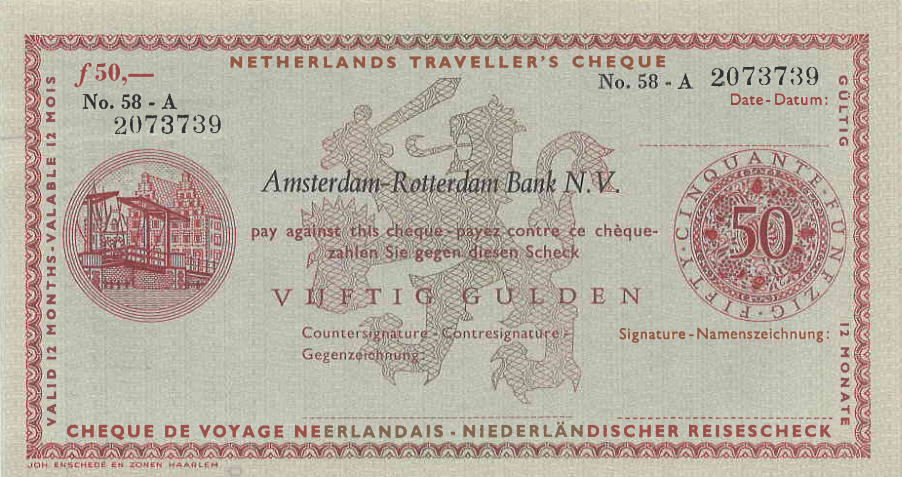 NETHERLANDS TRAVELLER'S CHEQUE
ƒ 50,—
No. 58 - A
2073739
No. 58 - A 2073739
Date - Datum:
Amsterdam-Rotterdam Bank N.V.
pay against this cheque - payez contre ce chèque-
zahlen Sie gegen diesen Scheck
VIJFTIG GULDEN
Countersignature - Contresignature -
Gegenzeichnung:
Signature - Namenszeichnung:
CINQUANTE · FUNFZIG · FIFTY ·
50
VALID 12 MONTHS - VALABLE 12 MOIS
GÜLTIG
12 MONATE
CHEQUE DE VOYAGE NEERLANDAIS - NIEDERLÄNDISCHER REISESCHECK
JOH. ENSCHEDÉ EN ZONEN HAARLEM